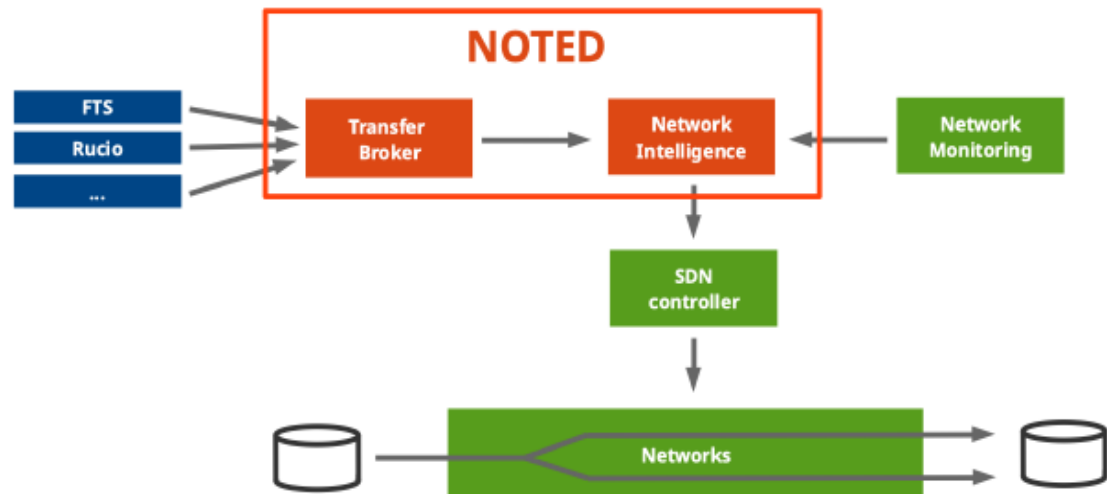 NOTED
FTS
Rucio
...
Transfer
Broker
Network
Intelligence
Network
Monitoring
SDN
controller
Networks